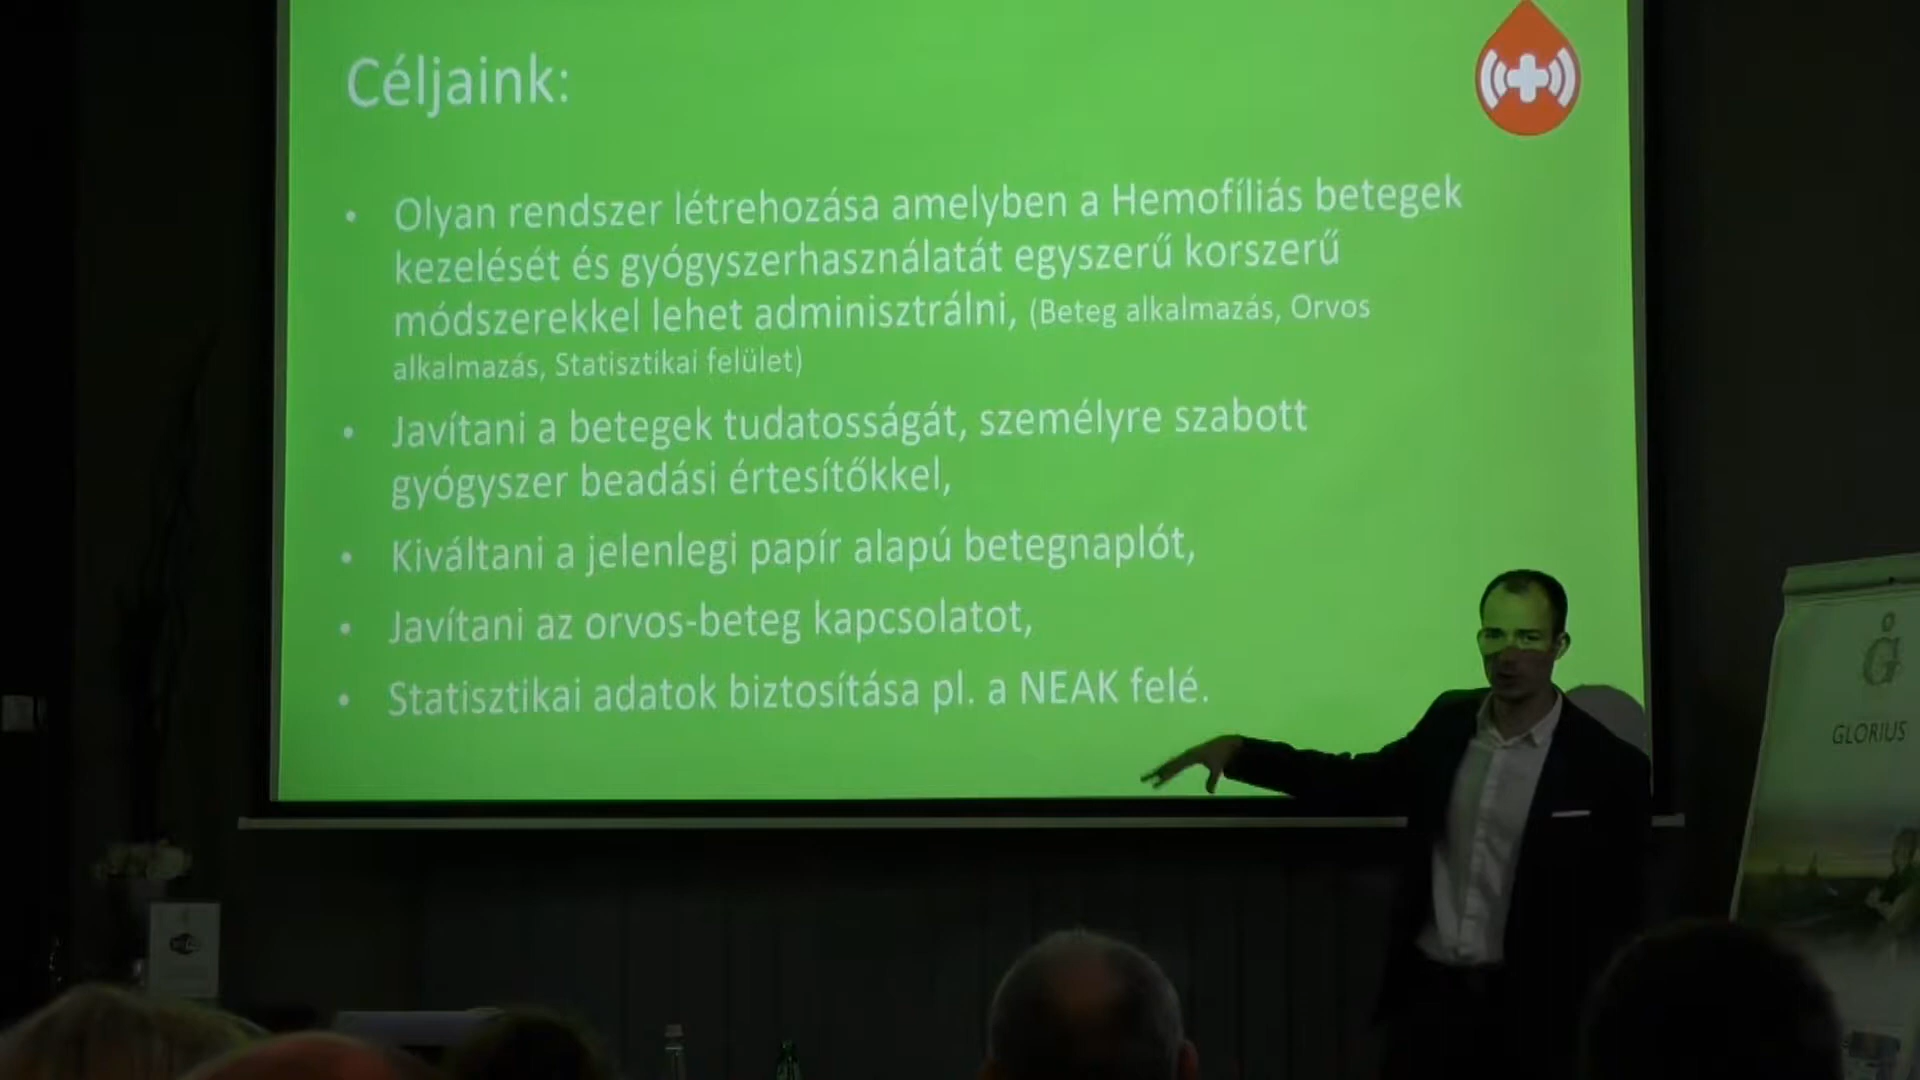 Céljaink:
• Olyan rendszer létrehozása amelyben a Hemofíliás betegek
kezelését és gyógyszerhasználatát egyszerű korszerű
módszerekkel lehet adminisztrálni, (Beteg alkalmazás, Orvos
alkalmazás, Statisztikai felület)
• Javítani a betegek tudatosságát, személyre szabott
gyógyszer beadási értesítőkkel,
• Kiváltani a jelenlegi papír alapú betegnaplót,
• Javítani az orvos-beteg kapcsolatot,
• Statisztikai adatok biztosítása pl. a NEAK felé.
G
GLORIUS